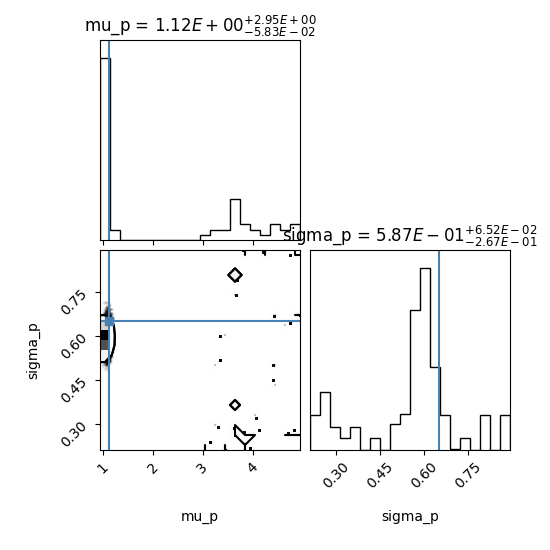 mu_p = 1.12E + 00 +2.95E + 00 −5.83E − 02
sigma_p = 5.87E − 01 +6.52E − 02 −2.67E − 01
0.75
0.60
0.45
0.30
sigma_p
1 2 3 4
0.30 0.45 0.60 0.75
mu_p
sigma_p